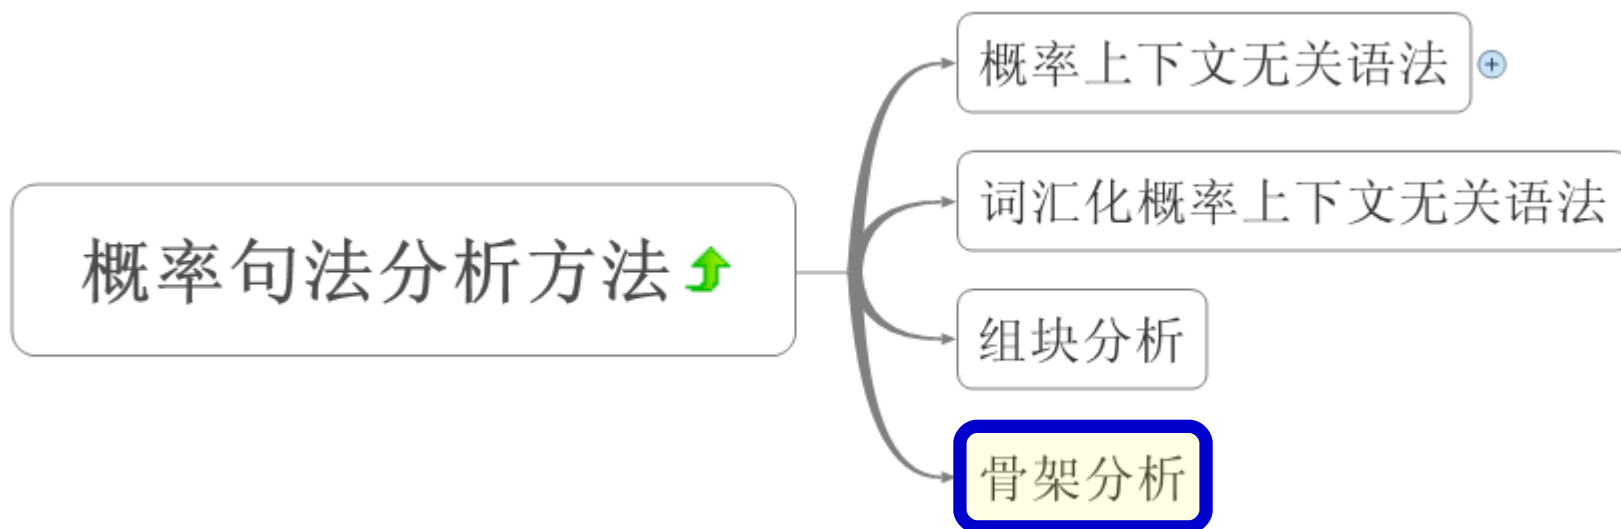 概率句法分析方法
概率上下文无关语法
词汇化概率上下文无关语法
组块分析
骨架分析